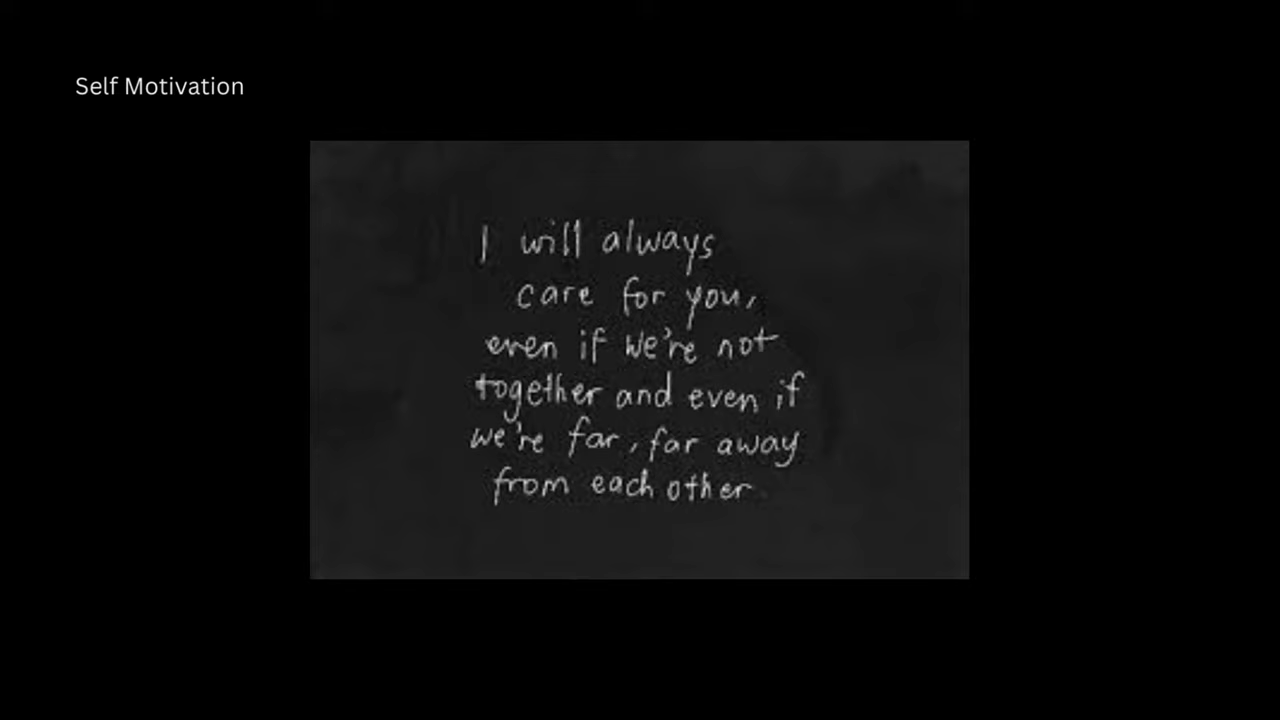 Self Motivation
I will always
care for you,
even if we're not
together and even if
we're far, far away
from each other